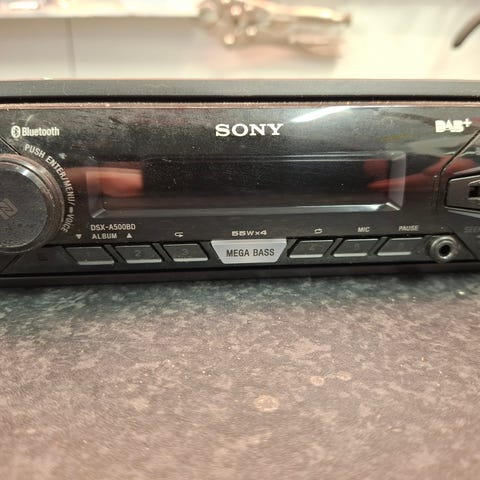 Bluetooth
SONY
DAB+
PUSH ENTER/MENU/
VOICE
DSX-A500BD
▼ ALBUM ▲
55W×4
MIC
PAUSE
1
2
3
MEGA BASS
4
5
6